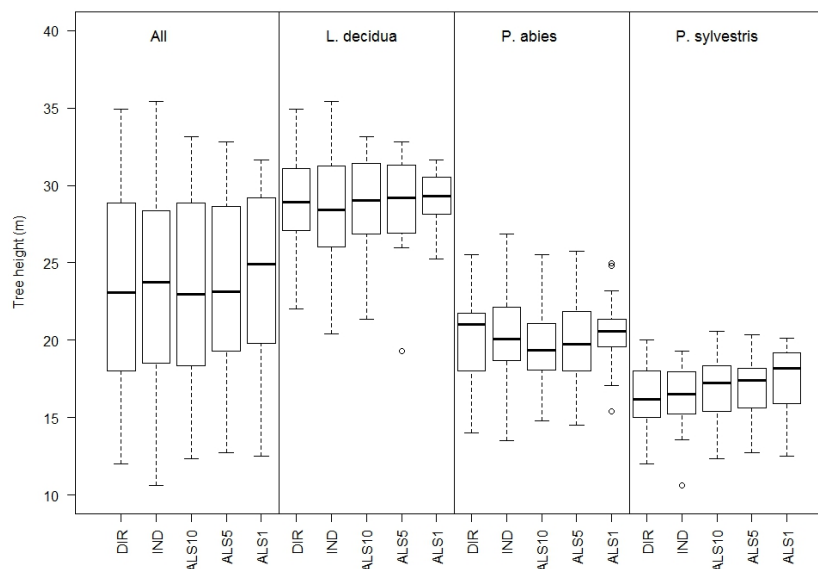 All L. decidua P. abies P. sylvestris
40
35
30
25
20
15
10
Tree height (m)
DIR IND ALS10 ALS5 ALS1 DIR IND ALS10 ALS5 ALS1 DIR IND ALS10 ALS5 ALS1 DIR IND ALS10 ALS5 ALS1